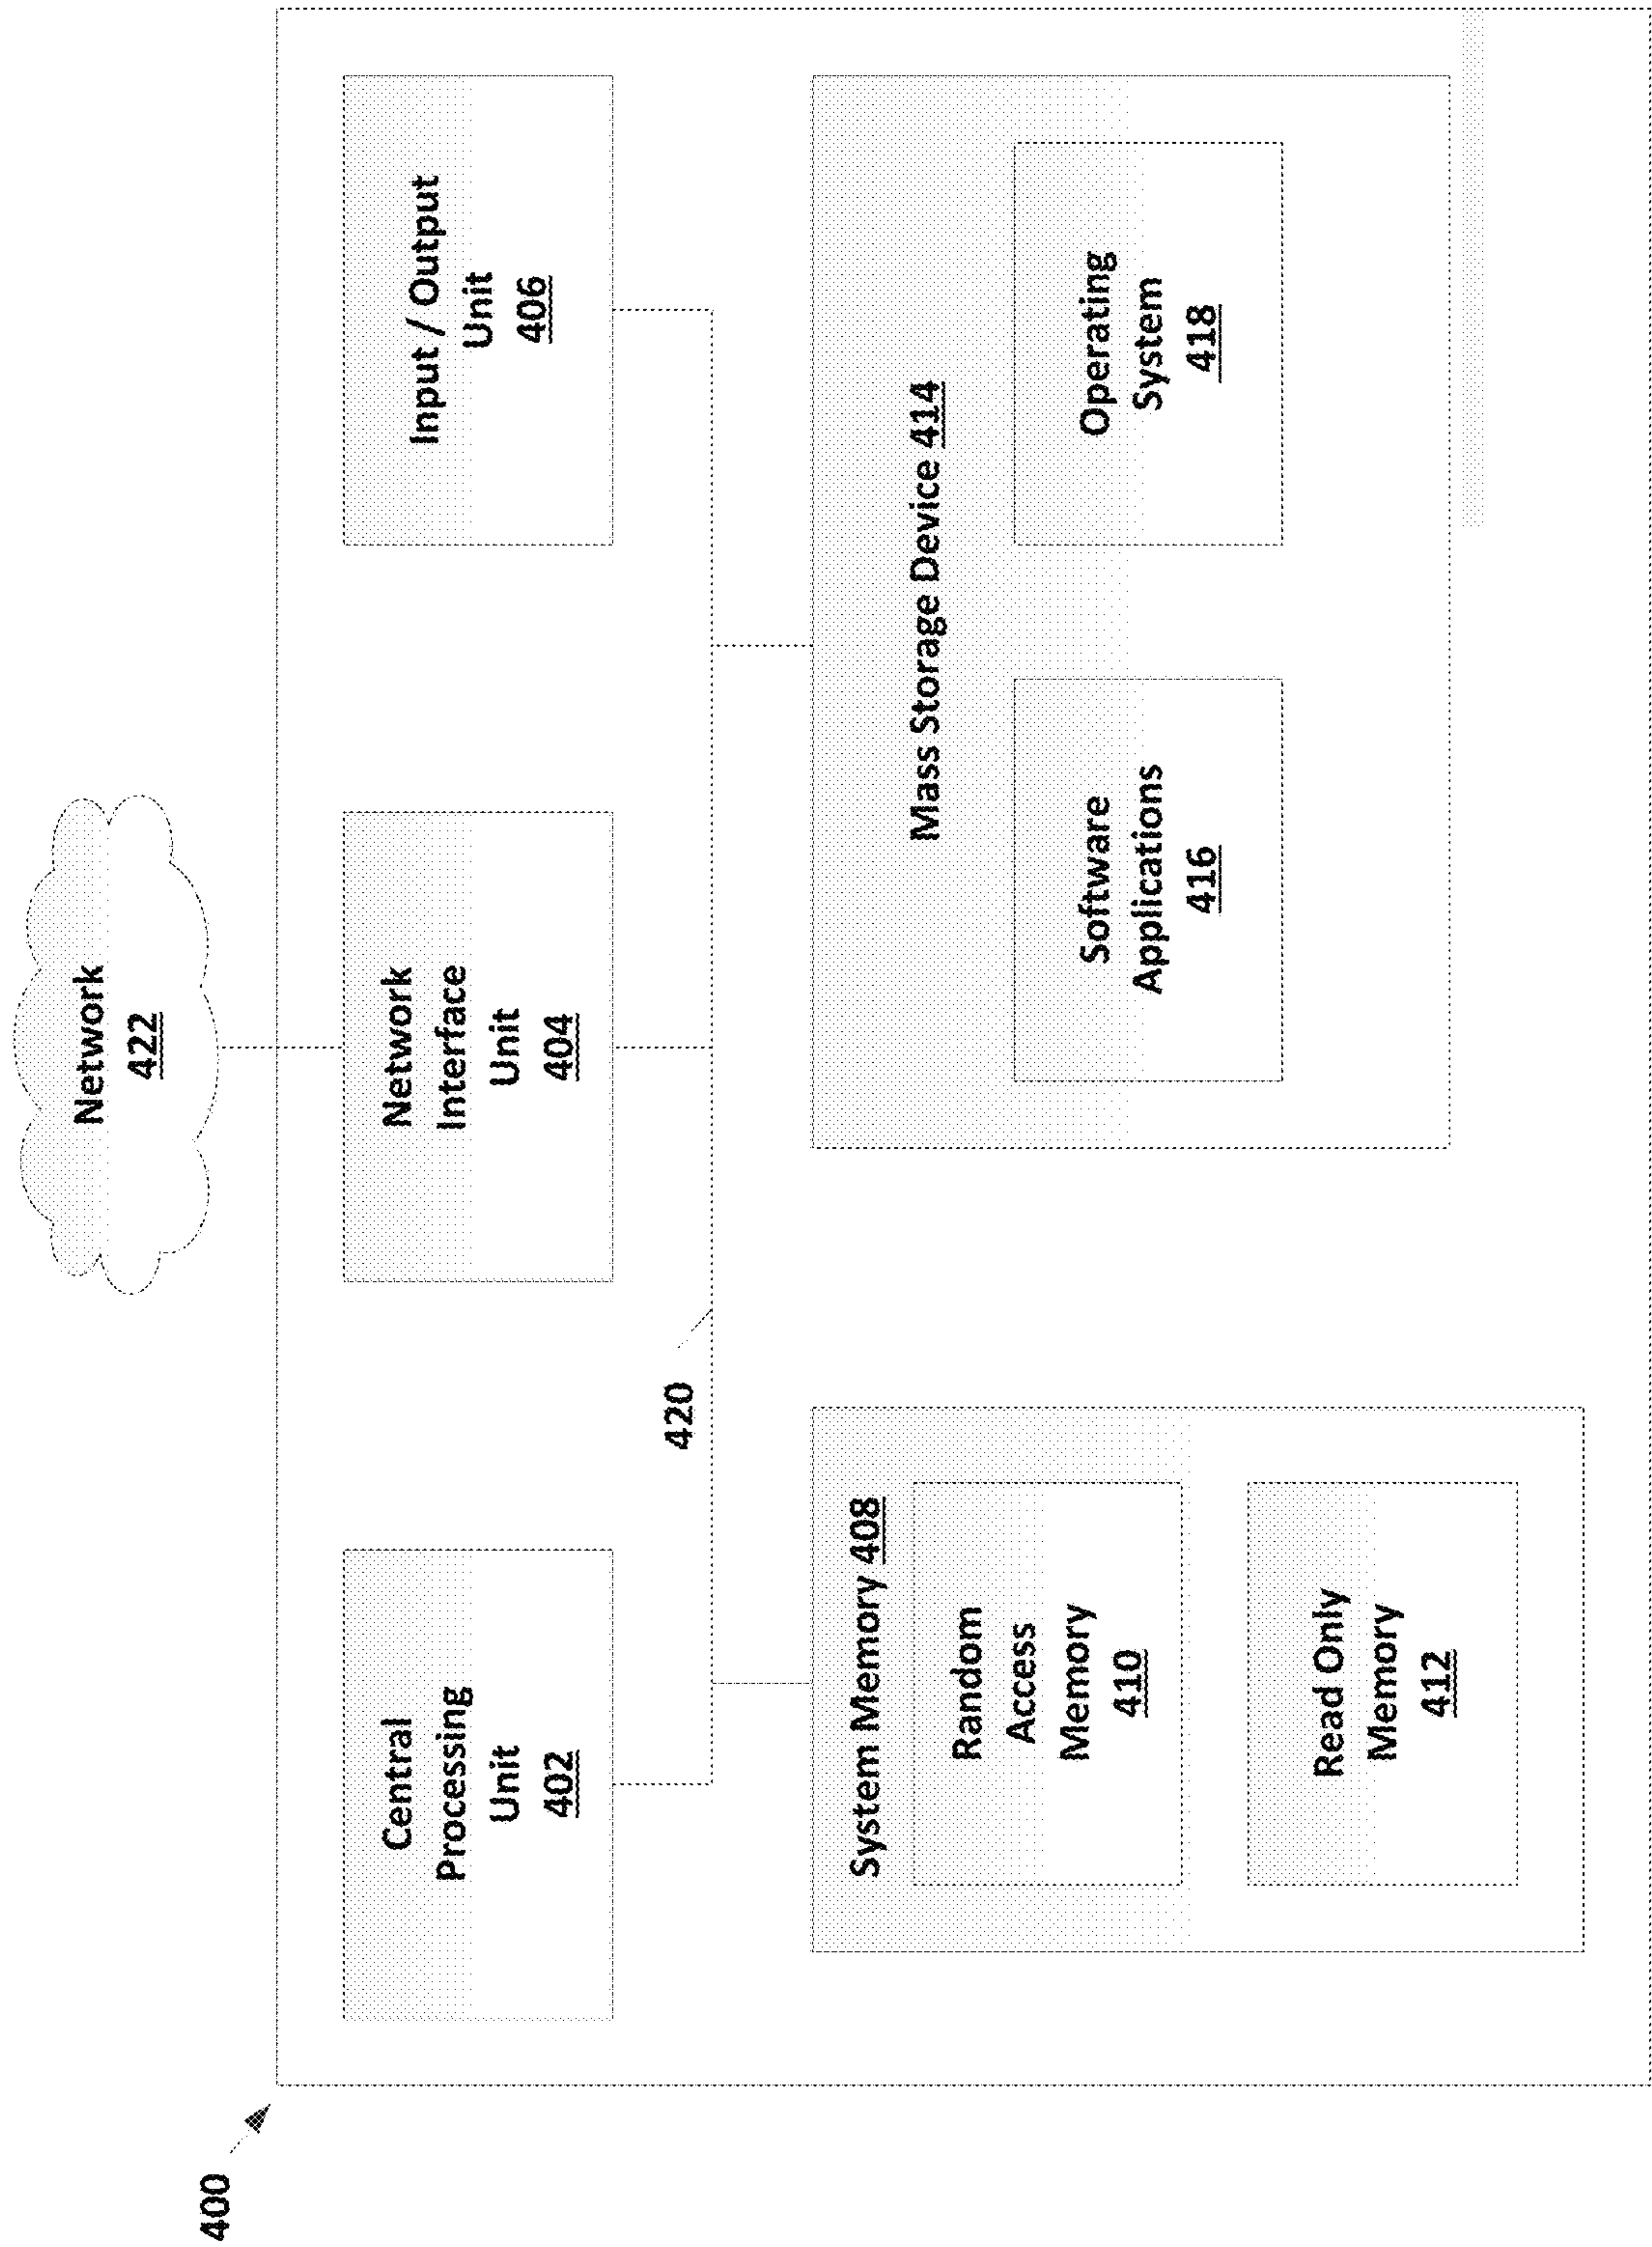 400
Network
422
Central
Processing
Unit
402
Network
Interface
Unit
404
Input / Output
Unit
406
420
System Memory 408
Random
Access
Memory
410
Read Only
Memory
412
Mass Storage Device 414
Software
Applications
416
Operating
System
418